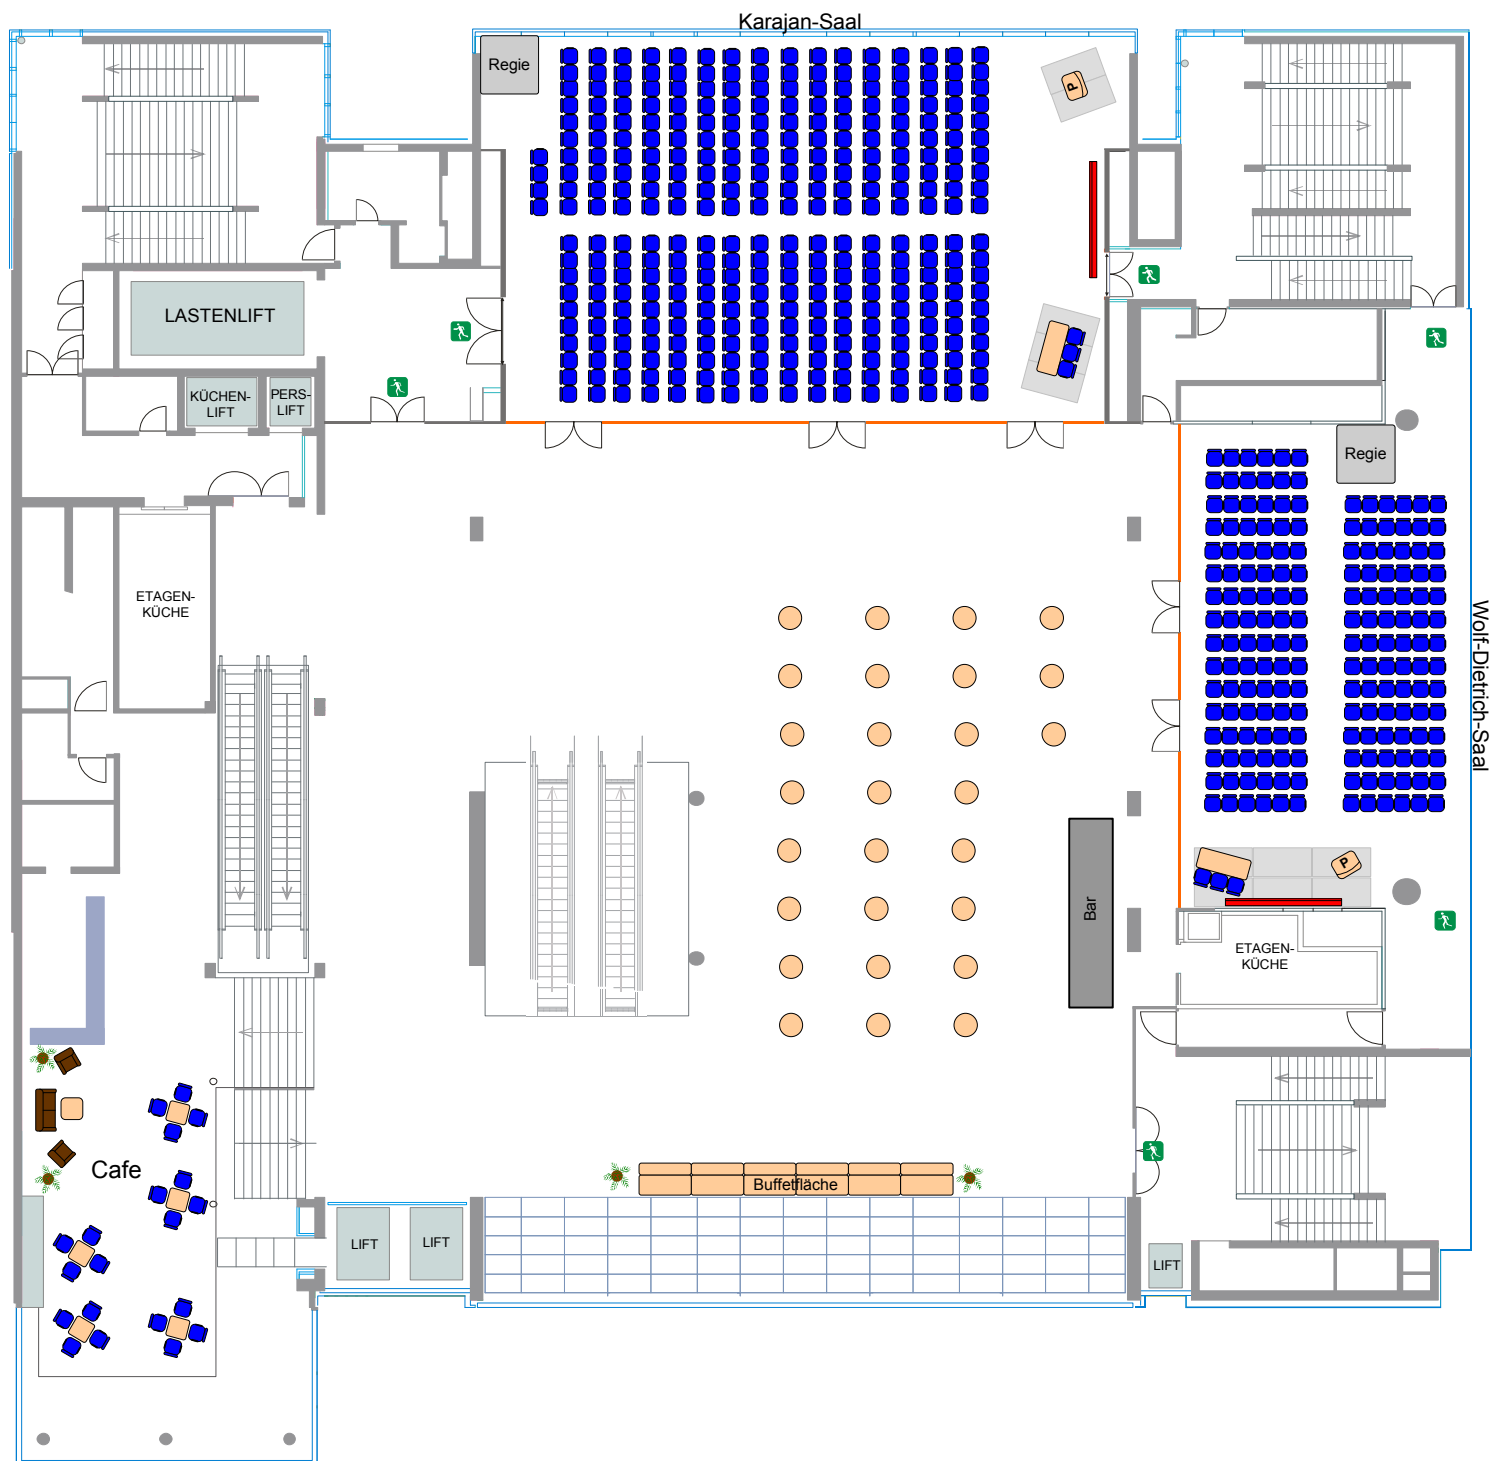 Karajan-Saal
Regie
P
LASTENLIFT
KÜCHEN-
LIFT
PERS-
LIFT
Regie
ETAGEN-
KÜCHE
Wolf-Dietrich-Saal
P
Bar
ETAGEN-
KÜCHE
Cafe
Buffetfläche
LIFT
LIFT
LIFT